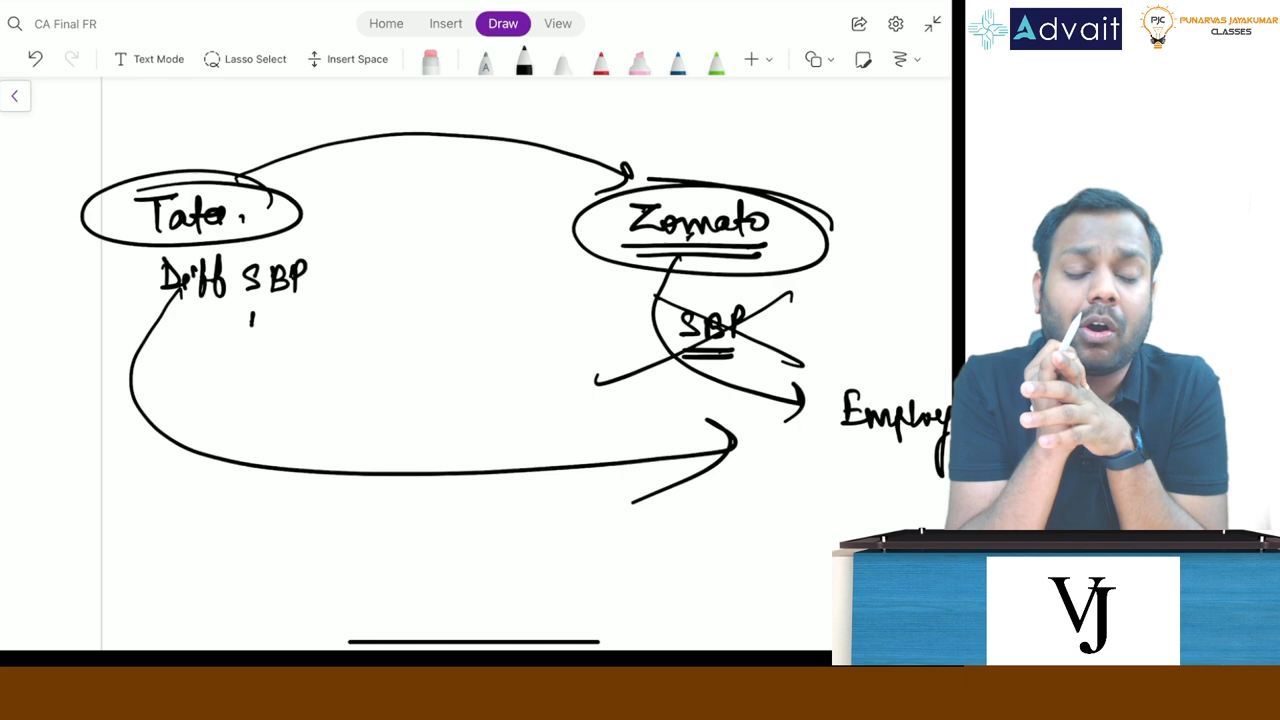 CA Final FR
Home Insert Draw View
Text Mode Lasso Select Insert Space
A
Advait
PJC PUNARVAS JAYAKUMAR
CLASSES
Tata.
Zomato
Diff SBP
SBP
Employ
VJ